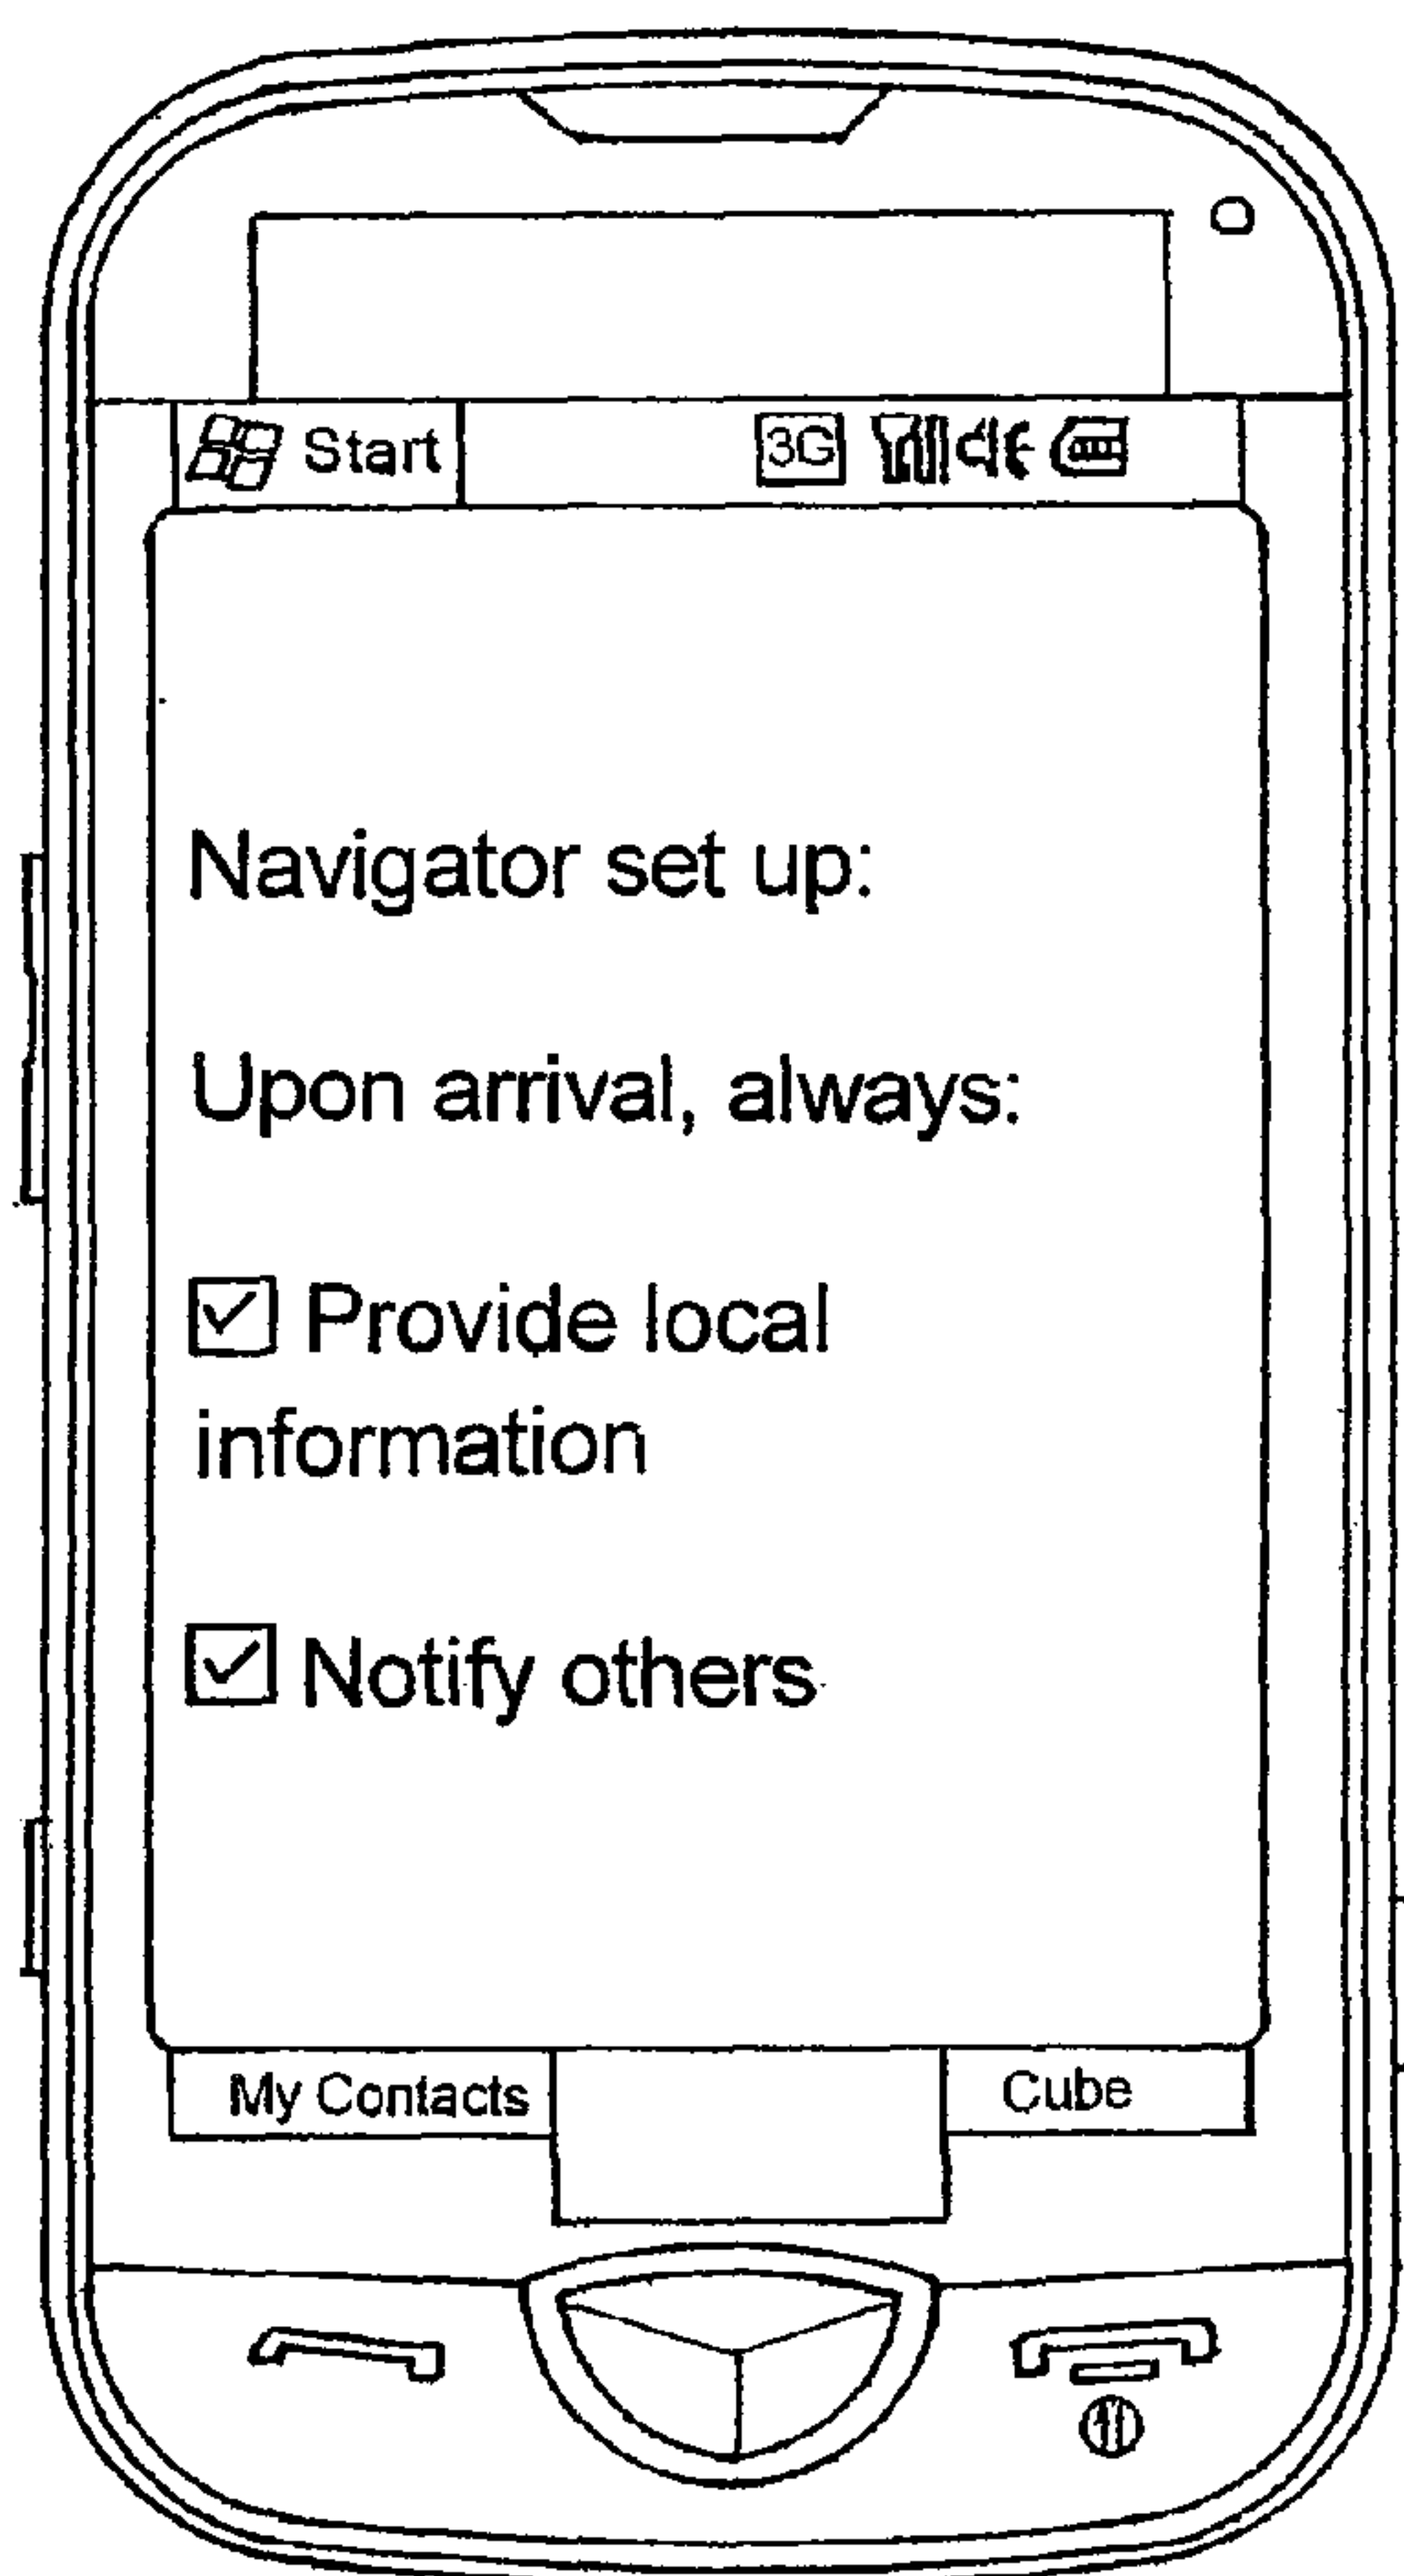 Start 3G
Navigator set up:
Upon arrival, always:
Provide local
information
Notify others
My Contacts Cube